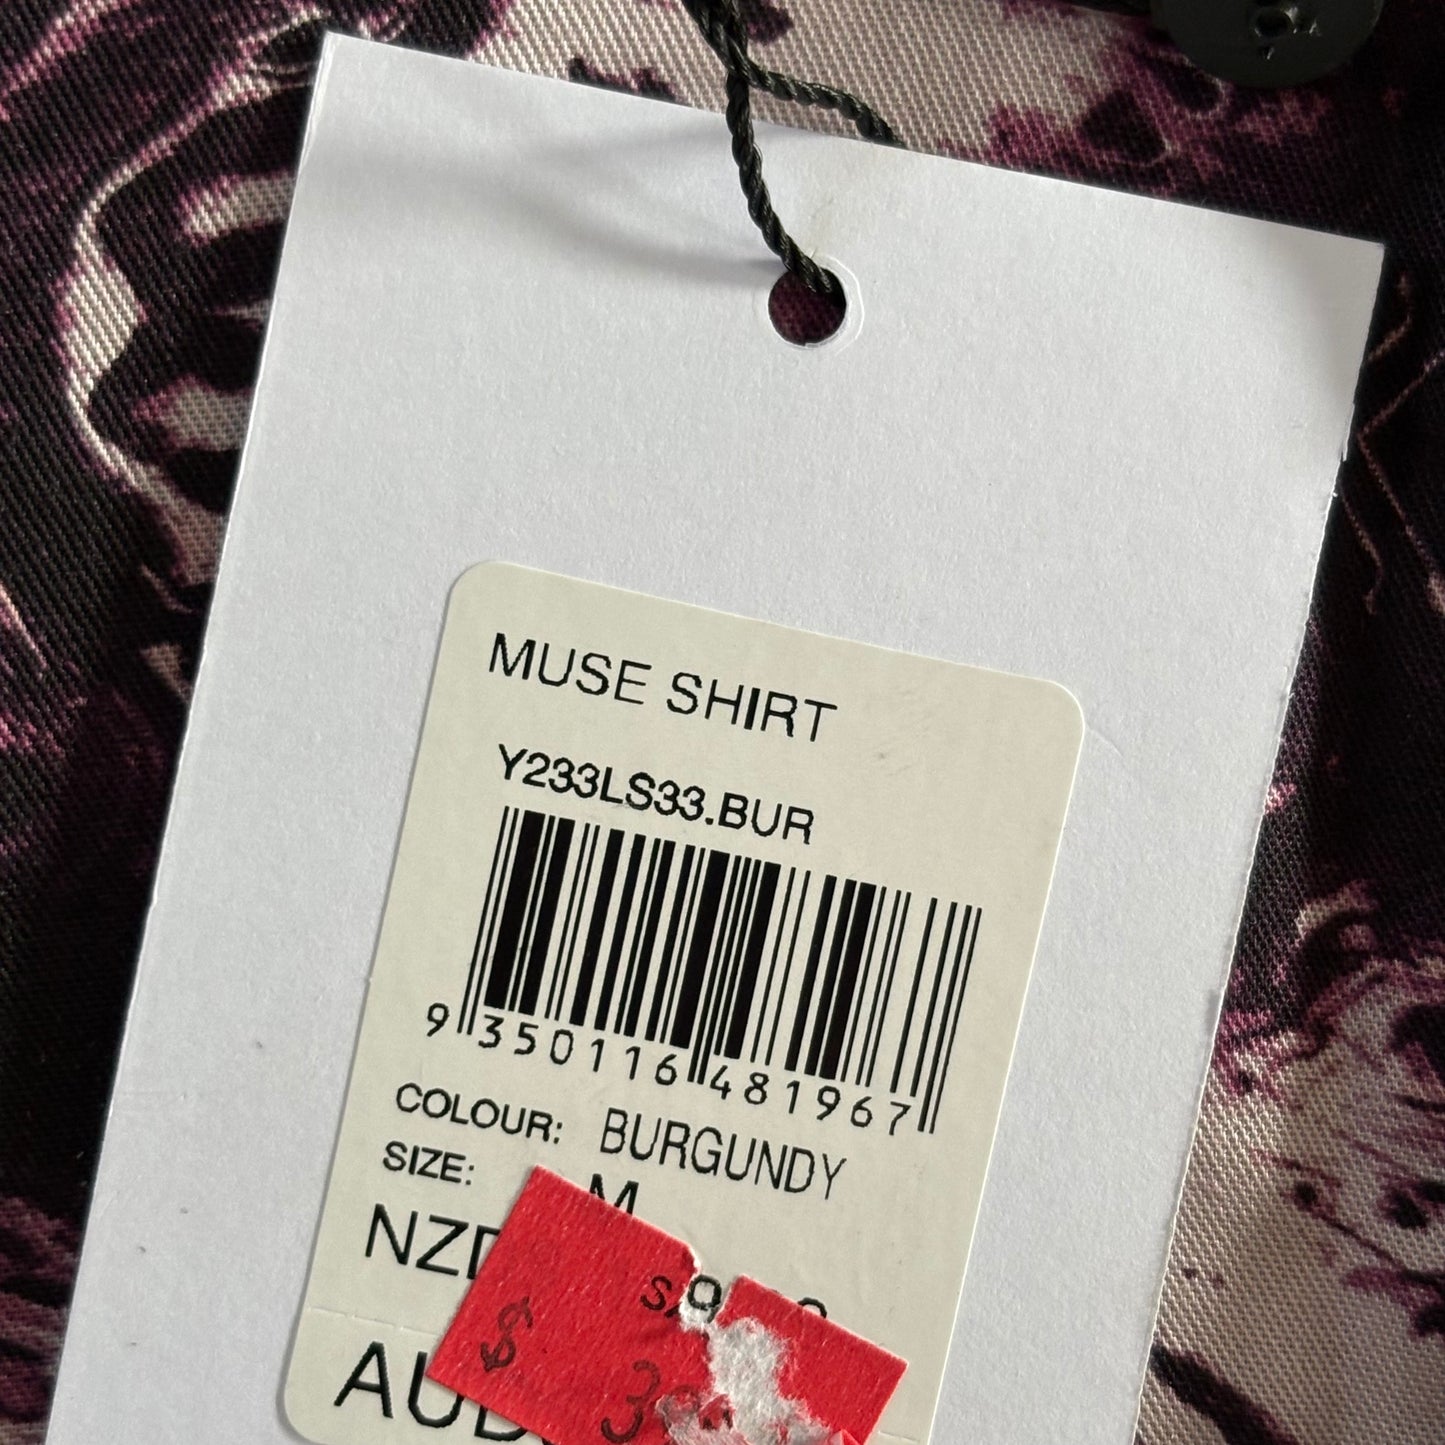 MUSE SHIRT
Y233LS33.BUR
9 350116 481967
COLOUR: BURGUNDY
SIZE: M
NZD
AUD
$